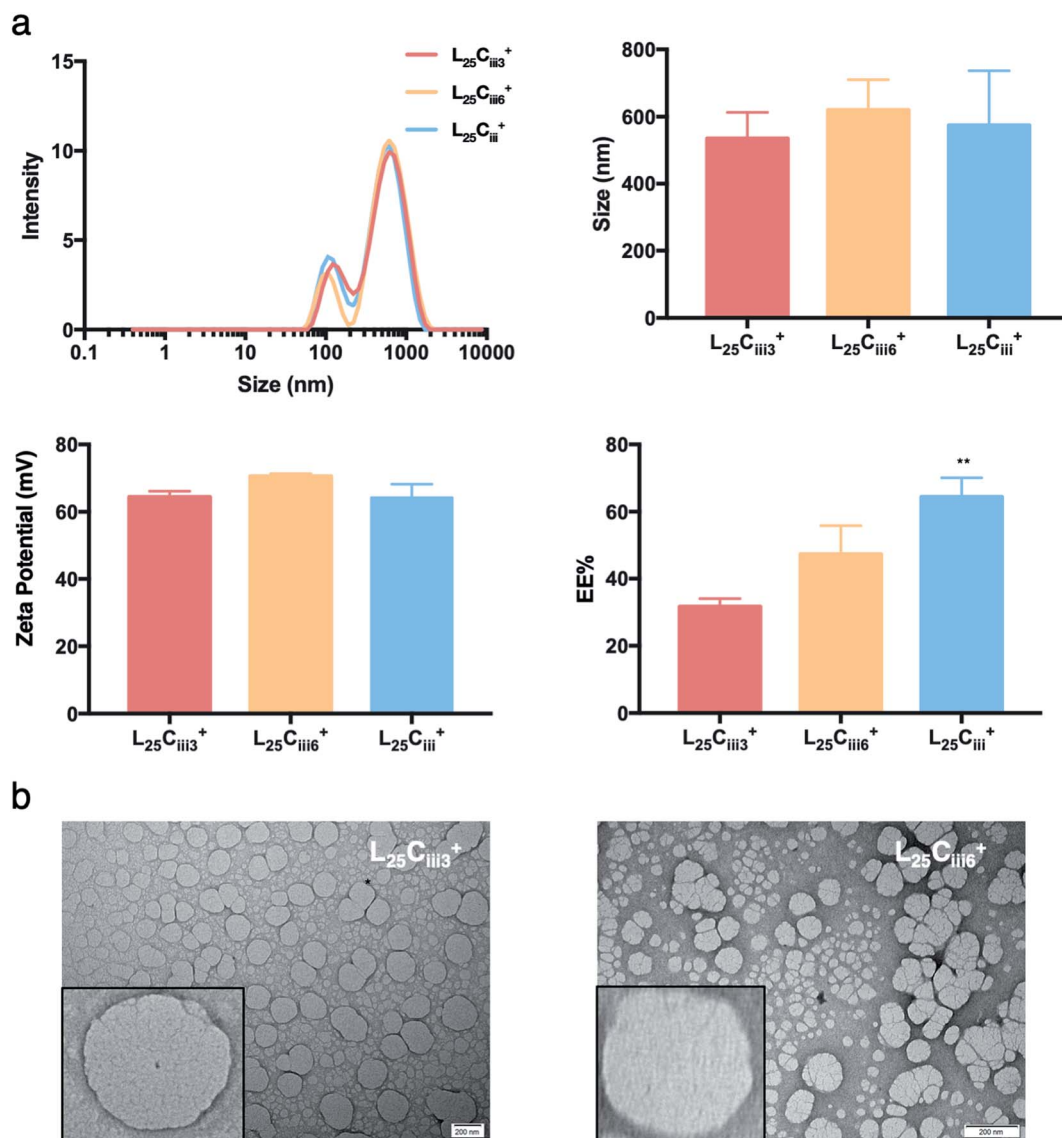 a
15
10
5
0
Intensity
0.1 1 10 100 1000 10000
Size (nm)
L₂₅Cᵢᵢᵢ₃⁺
L₂₅Cᵢᵢᵢ₆⁺
L₂₅Cᵢᵢᵢ⁺
800
600
400
200
0
Size (nm)
L₂₅Cᵢᵢᵢ₃⁺ L₂₅Cᵢᵢᵢ₆⁺ L₂₅Cᵢᵢᵢ⁺
80
60
40
20
0
Zeta Potential (mV)
L₂₅Cᵢᵢᵢ₃⁺ L₂₅Cᵢᵢᵢ₆⁺ L₂₅Cᵢᵢᵢ⁺
80
60
40
20
0
EE%
**
L₂₅Cᵢᵢᵢ₃⁺ L₂₅Cᵢᵢᵢ₆⁺ L₂₅Cᵢᵢᵢ⁺
b
L₂₅Cᵢᵢᵢ₃⁺
*
200 nm
L₂₅Cᵢᵢᵢ₆⁺
200 nm